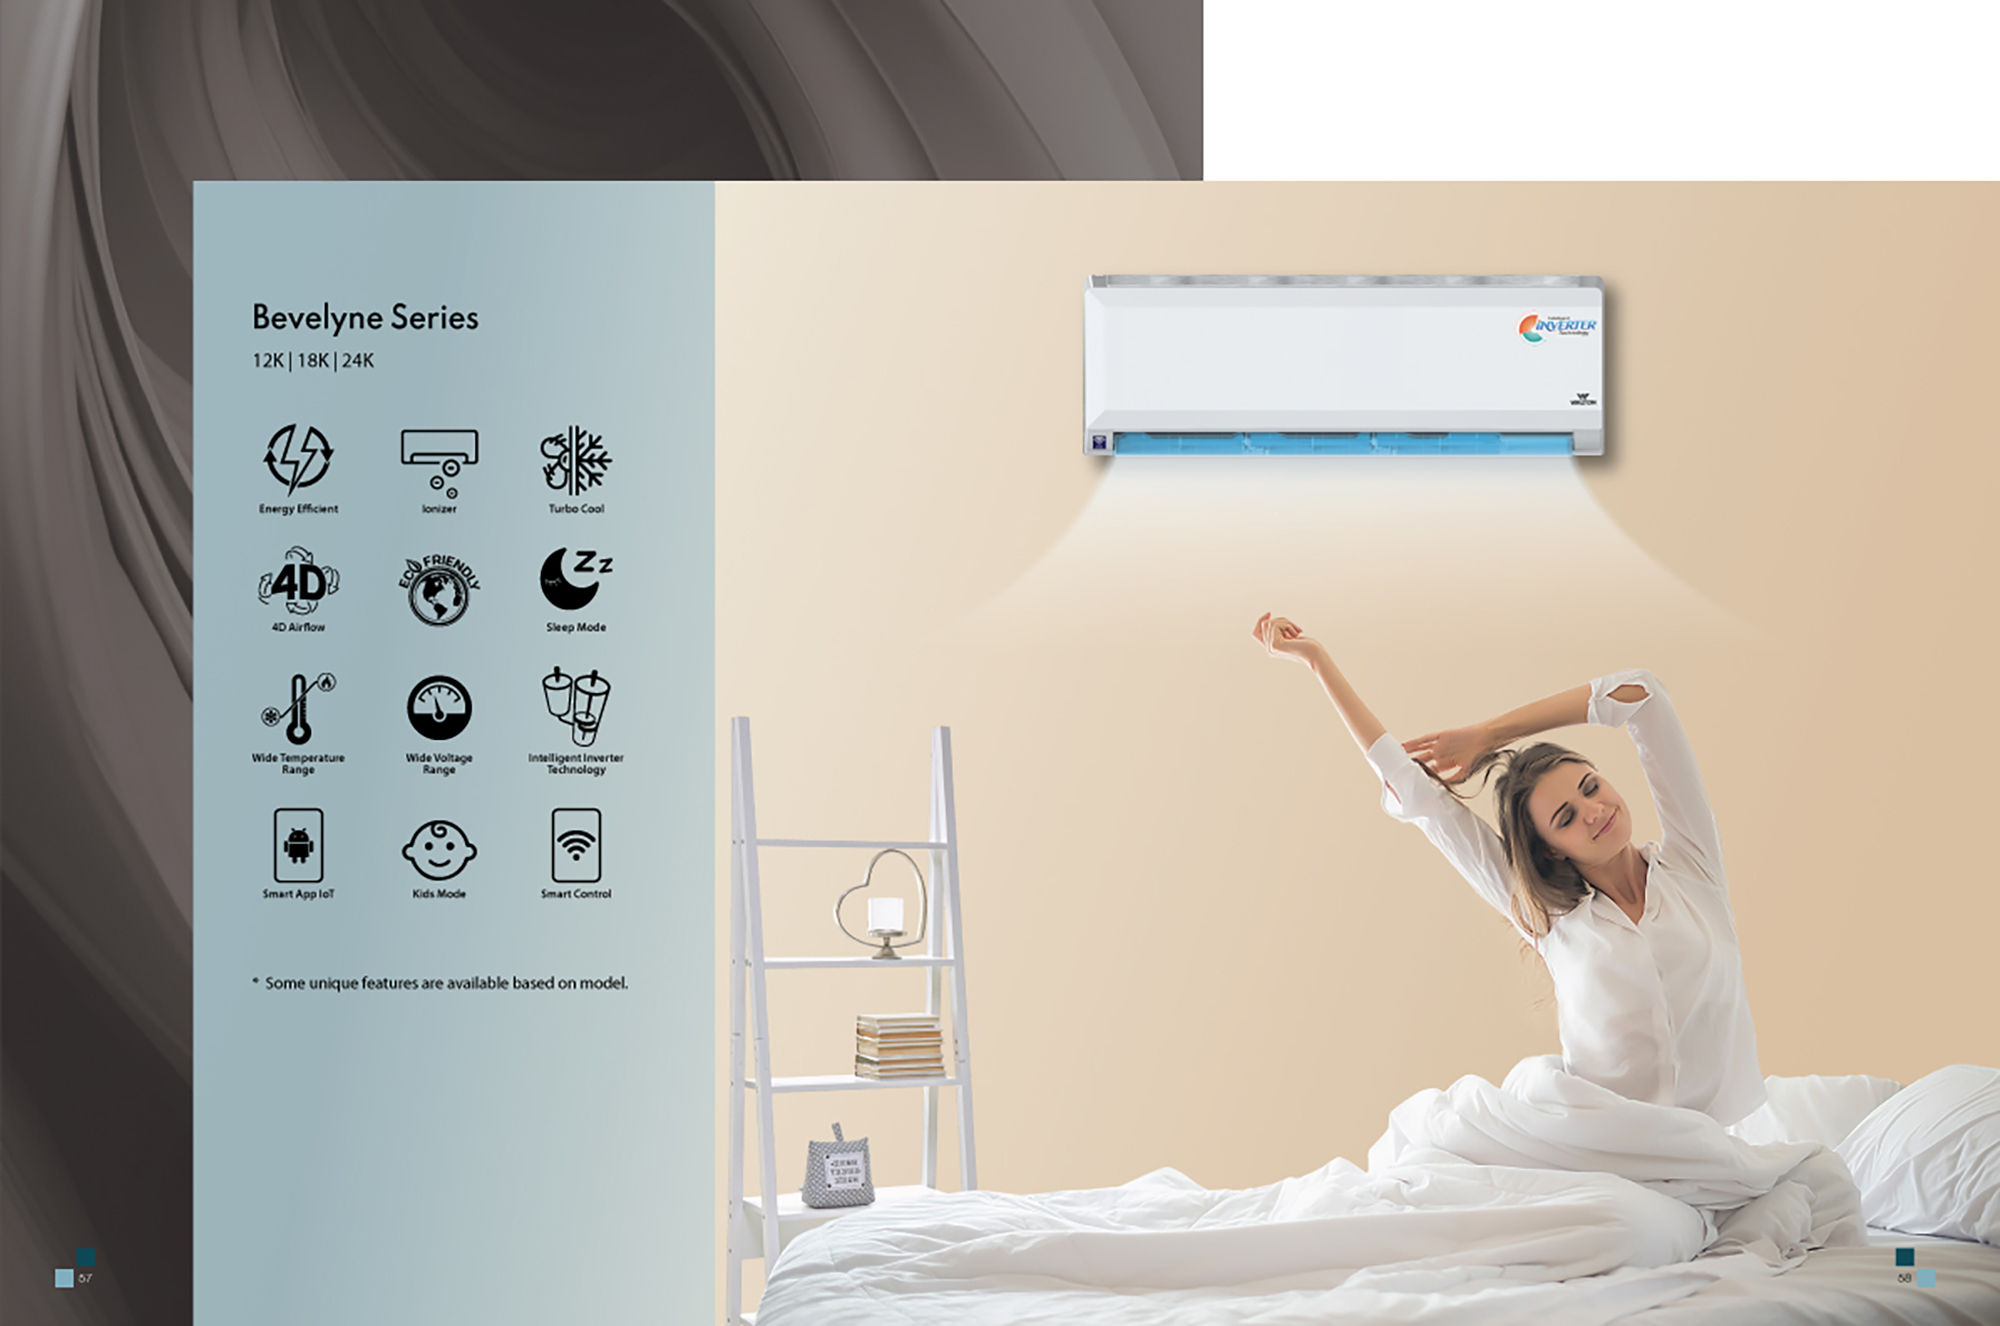 Bevelyne Series
12K | 18K | 24K
Energy Efficient
Ionizer
Turbo Cool
4D
4D Airflow
ECO FRIENDLY
Zz
Sleep Mode
Wide Temperature
Range
Wide Voltage
Range
Intelligent Inverter
Technology
Smart App IoT
Kids Mode
Smart Control
* Some unique features are available based on model.
INVERTER
WALTON
57
58